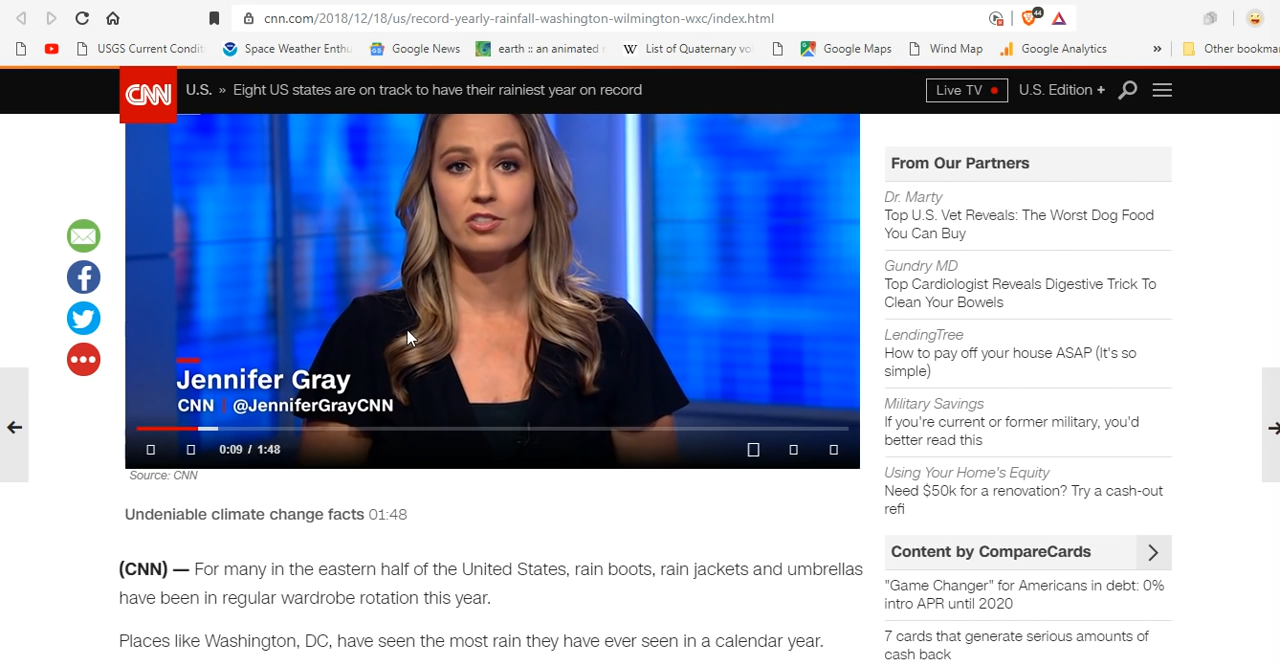 cnn.com/2018/12/18/us/record-yearly-rainfall-washington-wilmington-wxc/index.html
44
USGS Current Condit
Space Weather Enthu
Google News
earth :: an animated
W List of Quaternary vo
Google Maps
Wind Map
Google Analytics
»
Other bookma
CNN
U.S. » Eight US states are on track to have their rainiest year on record
Live TV
U.S. Edition +
Jennifer Gray
CNN | @JenniferGrayCNN
0:09 / 1:48
Source: CNN
Undeniable climate change facts 01:48
(CNN) — For many in the eastern half of the United States, rain boots, rain jackets and umbrellas
have been in regular wardrobe rotation this year.
Places like Washington, DC, have seen the most rain they have ever seen in a calendar year.
From Our Partners
Dr. Marty
Top U.S. Vet Reveals: The Worst Dog Food
You Can Buy
Gundry MD
Top Cardiologist Reveals Digestive Trick To
Clean Your Bowels
LendingTree
How to pay off your house ASAP (It's so
simple)
Military Savings
If you're current or former military, you'd
better read this
Using Your Home's Equity
Need $50k for a renovation? Try a cash-out
refi
Content by CompareCards
"Game Changer" for Americans in debt: 0%
intro APR until 2020
7 cards that generate serious amounts of
cash back